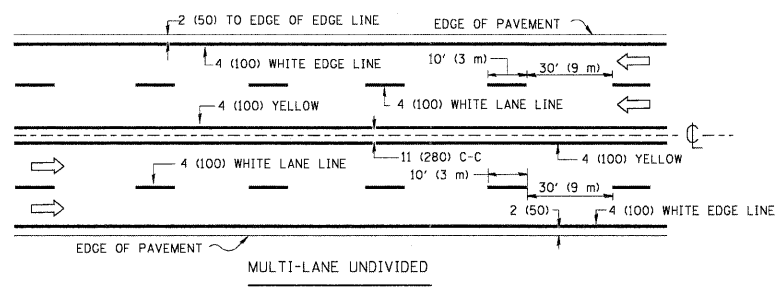 2 (50) TO EDGE OF EDGE LINE
EDGE OF PAVEMENT
4 (100) WHITE EDGE LINE
10' (3 m)
30' (9 m)
4 (100) YELLOW
4 (100) WHITE LANE LINE
℄
4 (100) WHITE LANE LINE
11 (280) C-C
4 (100) YELLOW
10' (3 m)
30' (9 m)
2 (50)
4 (100) WHITE EDGE LINE
EDGE OF PAVEMENT
MULTI-LANE UNDIVIDED